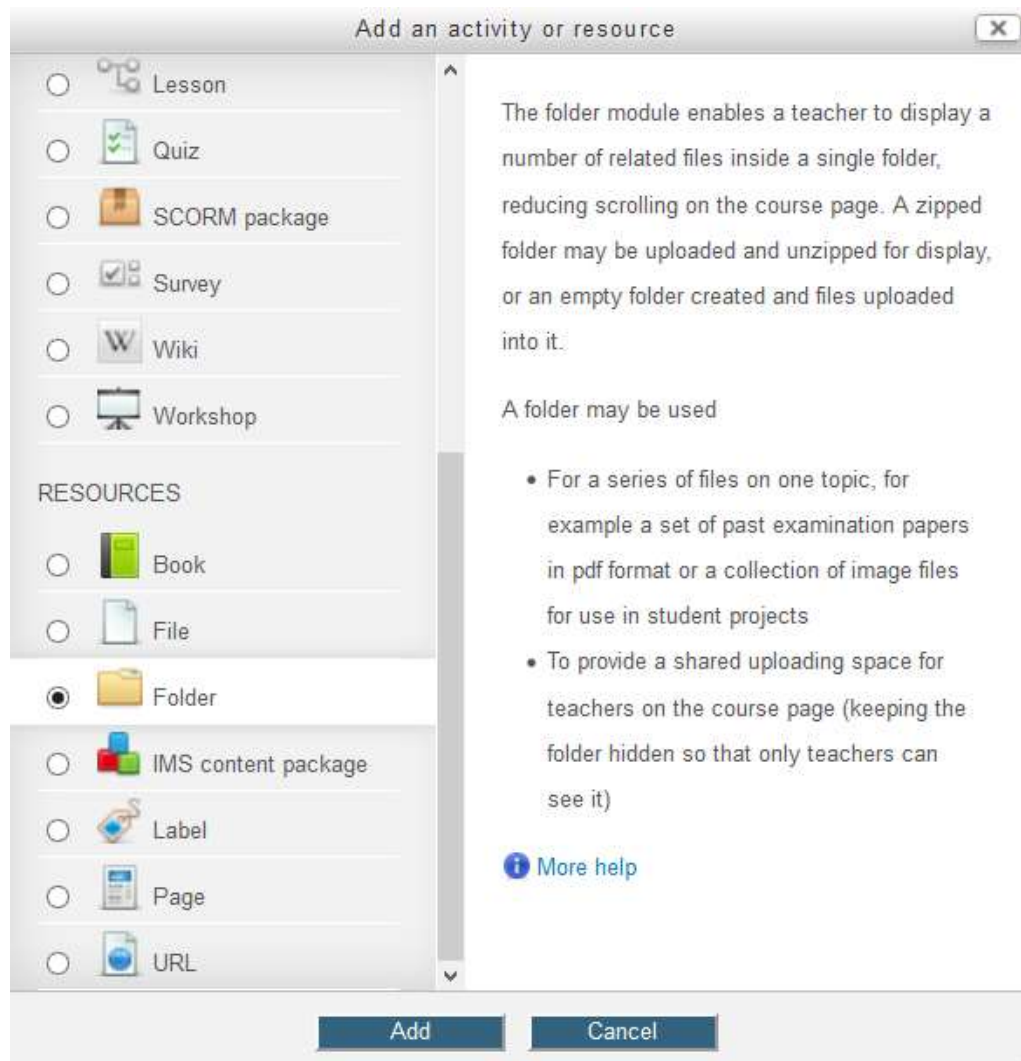 Add an activity or resource
Lesson
Quiz
SCORM package
Survey
Wiki
Workshop
RESOURCES
Book
File
Folder
IMS content package
Label
Page
URL
The folder module enables a teacher to display a
number of related files inside a single folder,
reducing scrolling on the course page. A zipped
folder may be uploaded and unzipped for display,
or an empty folder created and files uploaded
into it.
A folder may be used
• For a series of files on one topic, for
example a set of past examination papers
in pdf format or a collection of image files
for use in student projects
• To provide a shared uploading space for
teachers on the course page (keeping the
folder hidden so that only teachers can
see it)
More help
Add
Cancel